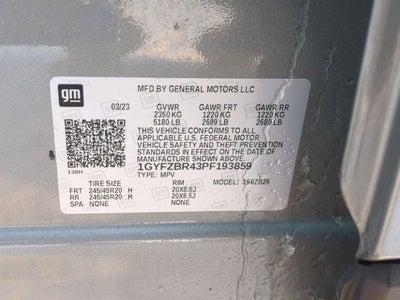 gm
MFD BY GENERAL MOTORS LLC
03/23 GVWR GAWR FRT GAWR RR
2350 KG 1220 KG 1220 KG
5180 LB 2689 LB 2689 LB
THIS VEHICLE CONFORMS TO ALL
APPLICABLE U.S. FEDERAL MOTOR
VEHICLE SAFETY AND THEFT PREVENTION
STANDARDS IN EFFECT ON THE DATE
OF MANUFACTURE SHOWN ABOVE.
1GYFZBR43PF193859
TYPE: MPV
TIRE SIZE RIM MODEL:
FRT 245/45R20 H 20X8.5J
RR 245/45R20 H 20X8.5J
SPA NONE NONE